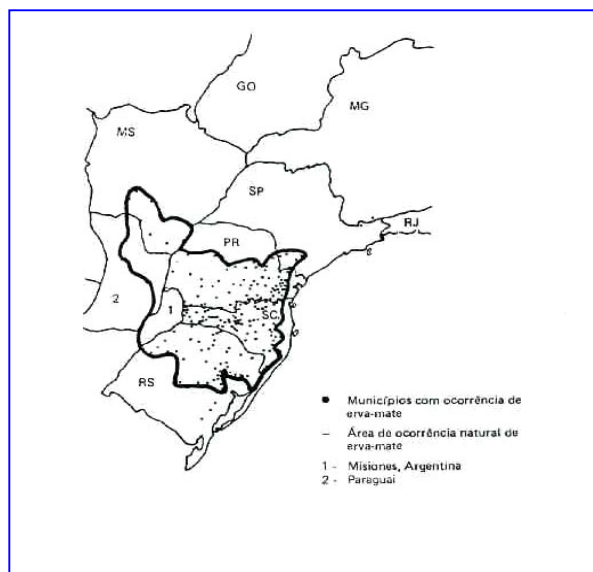 GO
MG
MS
SP
RJ
PR
2
1
SC
RS
Municípios com ocorrência de
erva-mate
— Área de ocorrência natural de
erva-mate
1 - Misiones, Argentina
2 - Paraguai